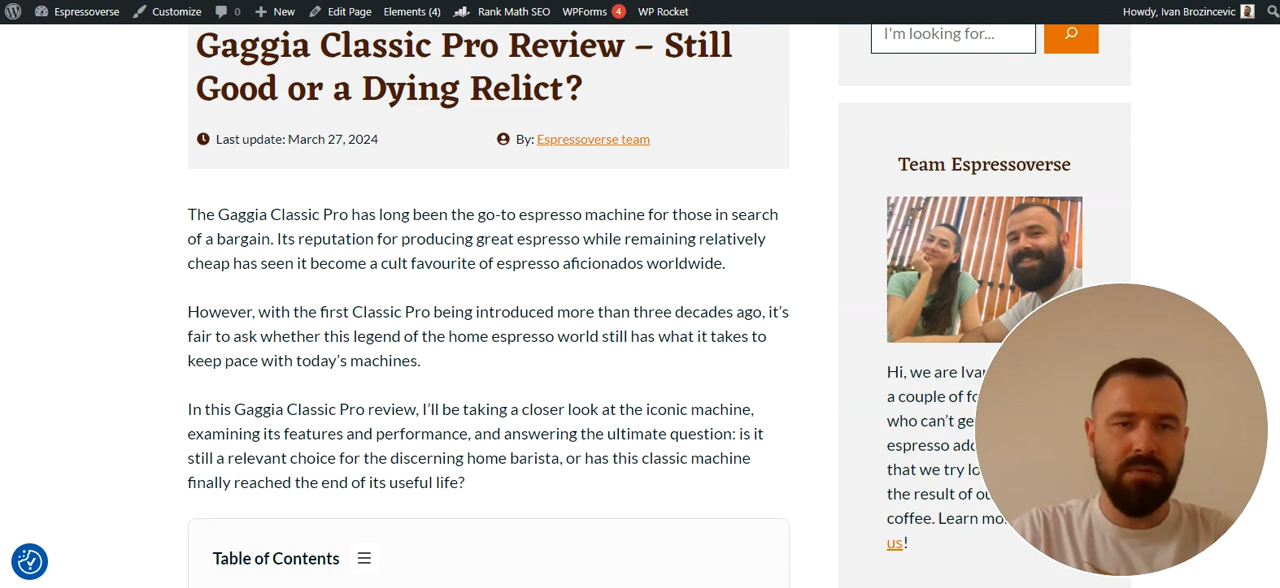 Espressoverse Customize 0 New Edit Page Elements (4) Rank Math SEO WPForms 4 WP Rocket Howdy, Ivan Brozincevic
Gaggia Classic Pro Review – Still
Good or a Dying Relict?
Last update: March 27, 2024 By: Espressoverse team
The Gaggia Classic Pro has long been the go-to espresso machine for those in search
of a bargain. Its reputation for producing great espresso while remaining relatively
cheap has seen it become a cult favourite of espresso aficionados worldwide.
However, with the first Classic Pro being introduced more than three decades ago, it's
fair to ask whether this legend of the home espresso world still has what it takes to
keep pace with today's machines.
In this Gaggia Classic Pro review, I'll be taking a closer look at the iconic machine,
examining its features and performance, and answering the ultimate question: is it
still a relevant choice for the discerning home barista, or has this classic machine
finally reached the end of its useful life?
Table of Contents
I'm looking for...
Team Espressoverse
Hi, we are
a couple of
who can't
espresso
that we try
the result of
coffee. Learn
us!